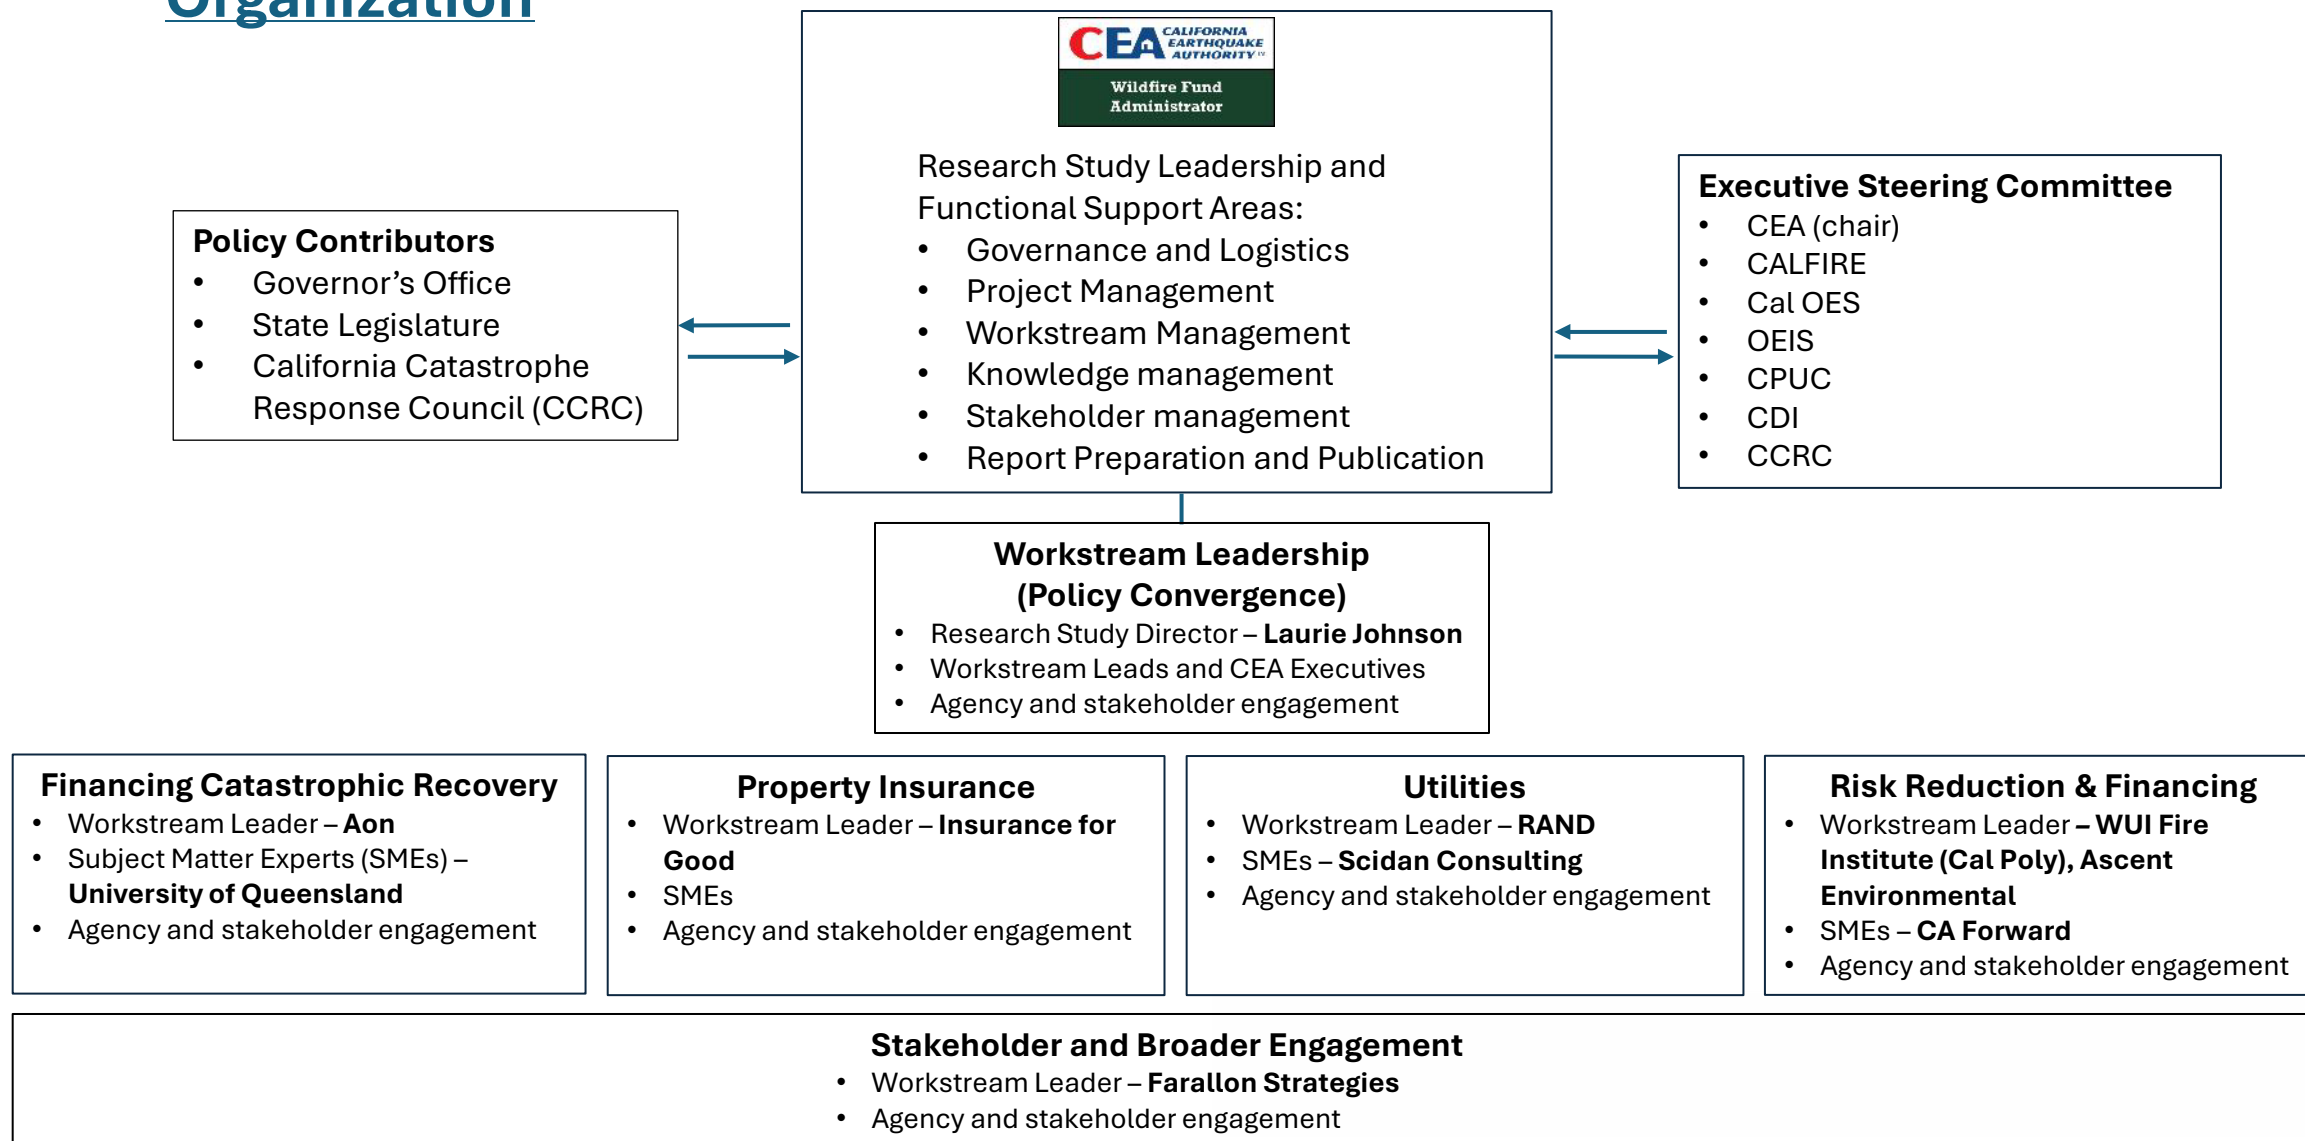 Organization
CEA CALIFORNIA
EARTHQUAKE
AUTHORITY
Wildfire Fund
Administrator
Research Study Leadership and
Functional Support Areas:
• Governance and Logistics
• Project Management
• Workstream Management
• Knowledge management
• Stakeholder management
• Report Preparation and Publication
Policy Contributors
• Governor’s Office
• State Legislature
• California Catastrophe
Response Council (CCRC)
Executive Steering Committee
• CEA (chair)
• CALFIRE
• Cal OES
• OEIS
• CPUC
• CDI
• CCRC
Workstream Leadership
(Policy Convergence)
• Research Study Director – Laurie Johnson
• Workstream Leads and CEA Executives
• Agency and stakeholder engagement
Financing Catastrophic Recovery
• Workstream Leader – Aon
• Subject Matter Experts (SMEs) –
University of Queensland
• Agency and stakeholder engagement
Property Insurance
• Workstream Leader – Insurance for
Good
• SMEs
• Agency and stakeholder engagement
Utilities
• Workstream Leader – RAND
• SMEs – Scidan Consulting
• Agency and stakeholder engagement
Risk Reduction & Financing
• Workstream Leader – WUI Fire
Institute (Cal Poly), Ascent
Environmental
• SMEs – CA Forward
• Agency and stakeholder engagement
Stakeholder and Broader Engagement
• Workstream Leader – Farallon Strategies
• Agency and stakeholder engagement